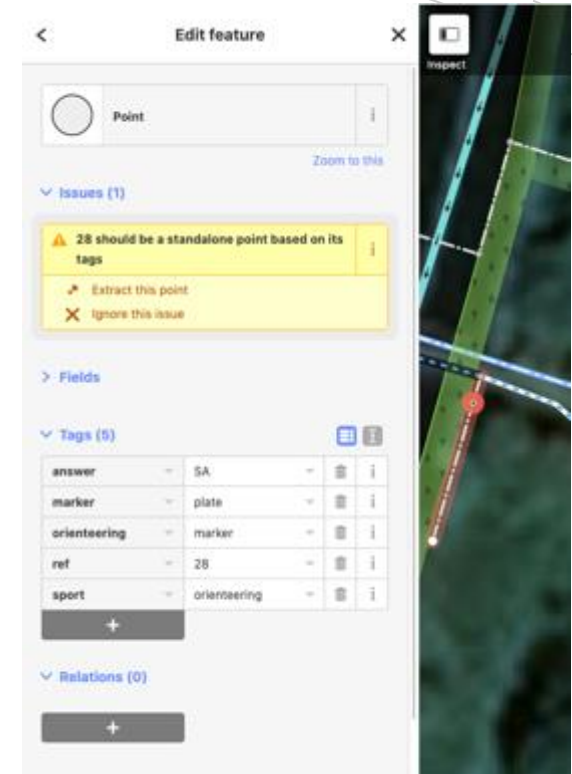 Edit feature
Inspect
Point
Zoom to this
Issues (1)
28 should be a standalone point based on its
tags
Extract this point
Ignore this issue
Fields
Tags (5)
answer SA
marker plate
orienteering marker
ref 28
sport orienteering
+
Relations (0)
+